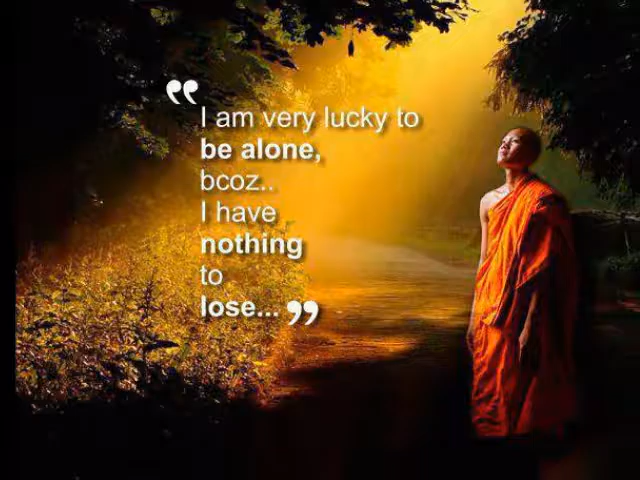 “ I am very lucky to
be alone,
bcoz..
I have
nothing
to
lose... ”